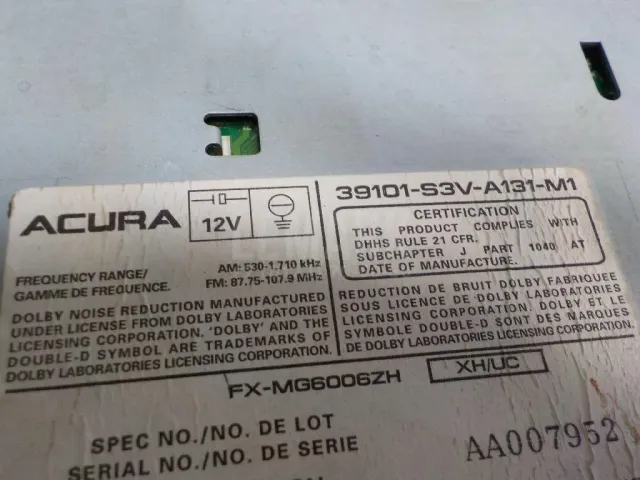 ACURA
12V
39101-S3V-A131-M1
CERTIFICATION
THIS PRODUCT COMPLIES WITH
DHHS RULE 21 CFR.
SUBCHAPTER J PART 1040 AT
DATE OF MANUFACTURE.
FREQUENCY RANGE/
GAMME DE FREQUENCE.
AM: 530-1,710 kHz
FM: 87.75-107.9 MHz
DOLBY NOISE REDUCTION MANUFACTURED
UNDER LICENSE FROM DOLBY LABORATORIES
LICENSING CORPORATION. 'DOLBY' AND THE
DOUBLE-D SYMBOL ARE TRADEMARKS OF
DOLBY LABORATORIES LICENSING CORPORATION.
REDUCTION DE BRUIT DOLBY FABRIQUEE
SOUS LICENCE DE DOLBY LABORATORIES
LICENSING CORPORATION. DOLBY ET LE
SYMBOLE DOUBLE-D SONT DES MARQUES
DE DOLBY LABORATORIES LICENSING CORPORATION.
FX-MG6006ZH
XH/UC
SPEC NO./NO. DE LOT
SERIAL NO./NO. DE SERIE
AA007952